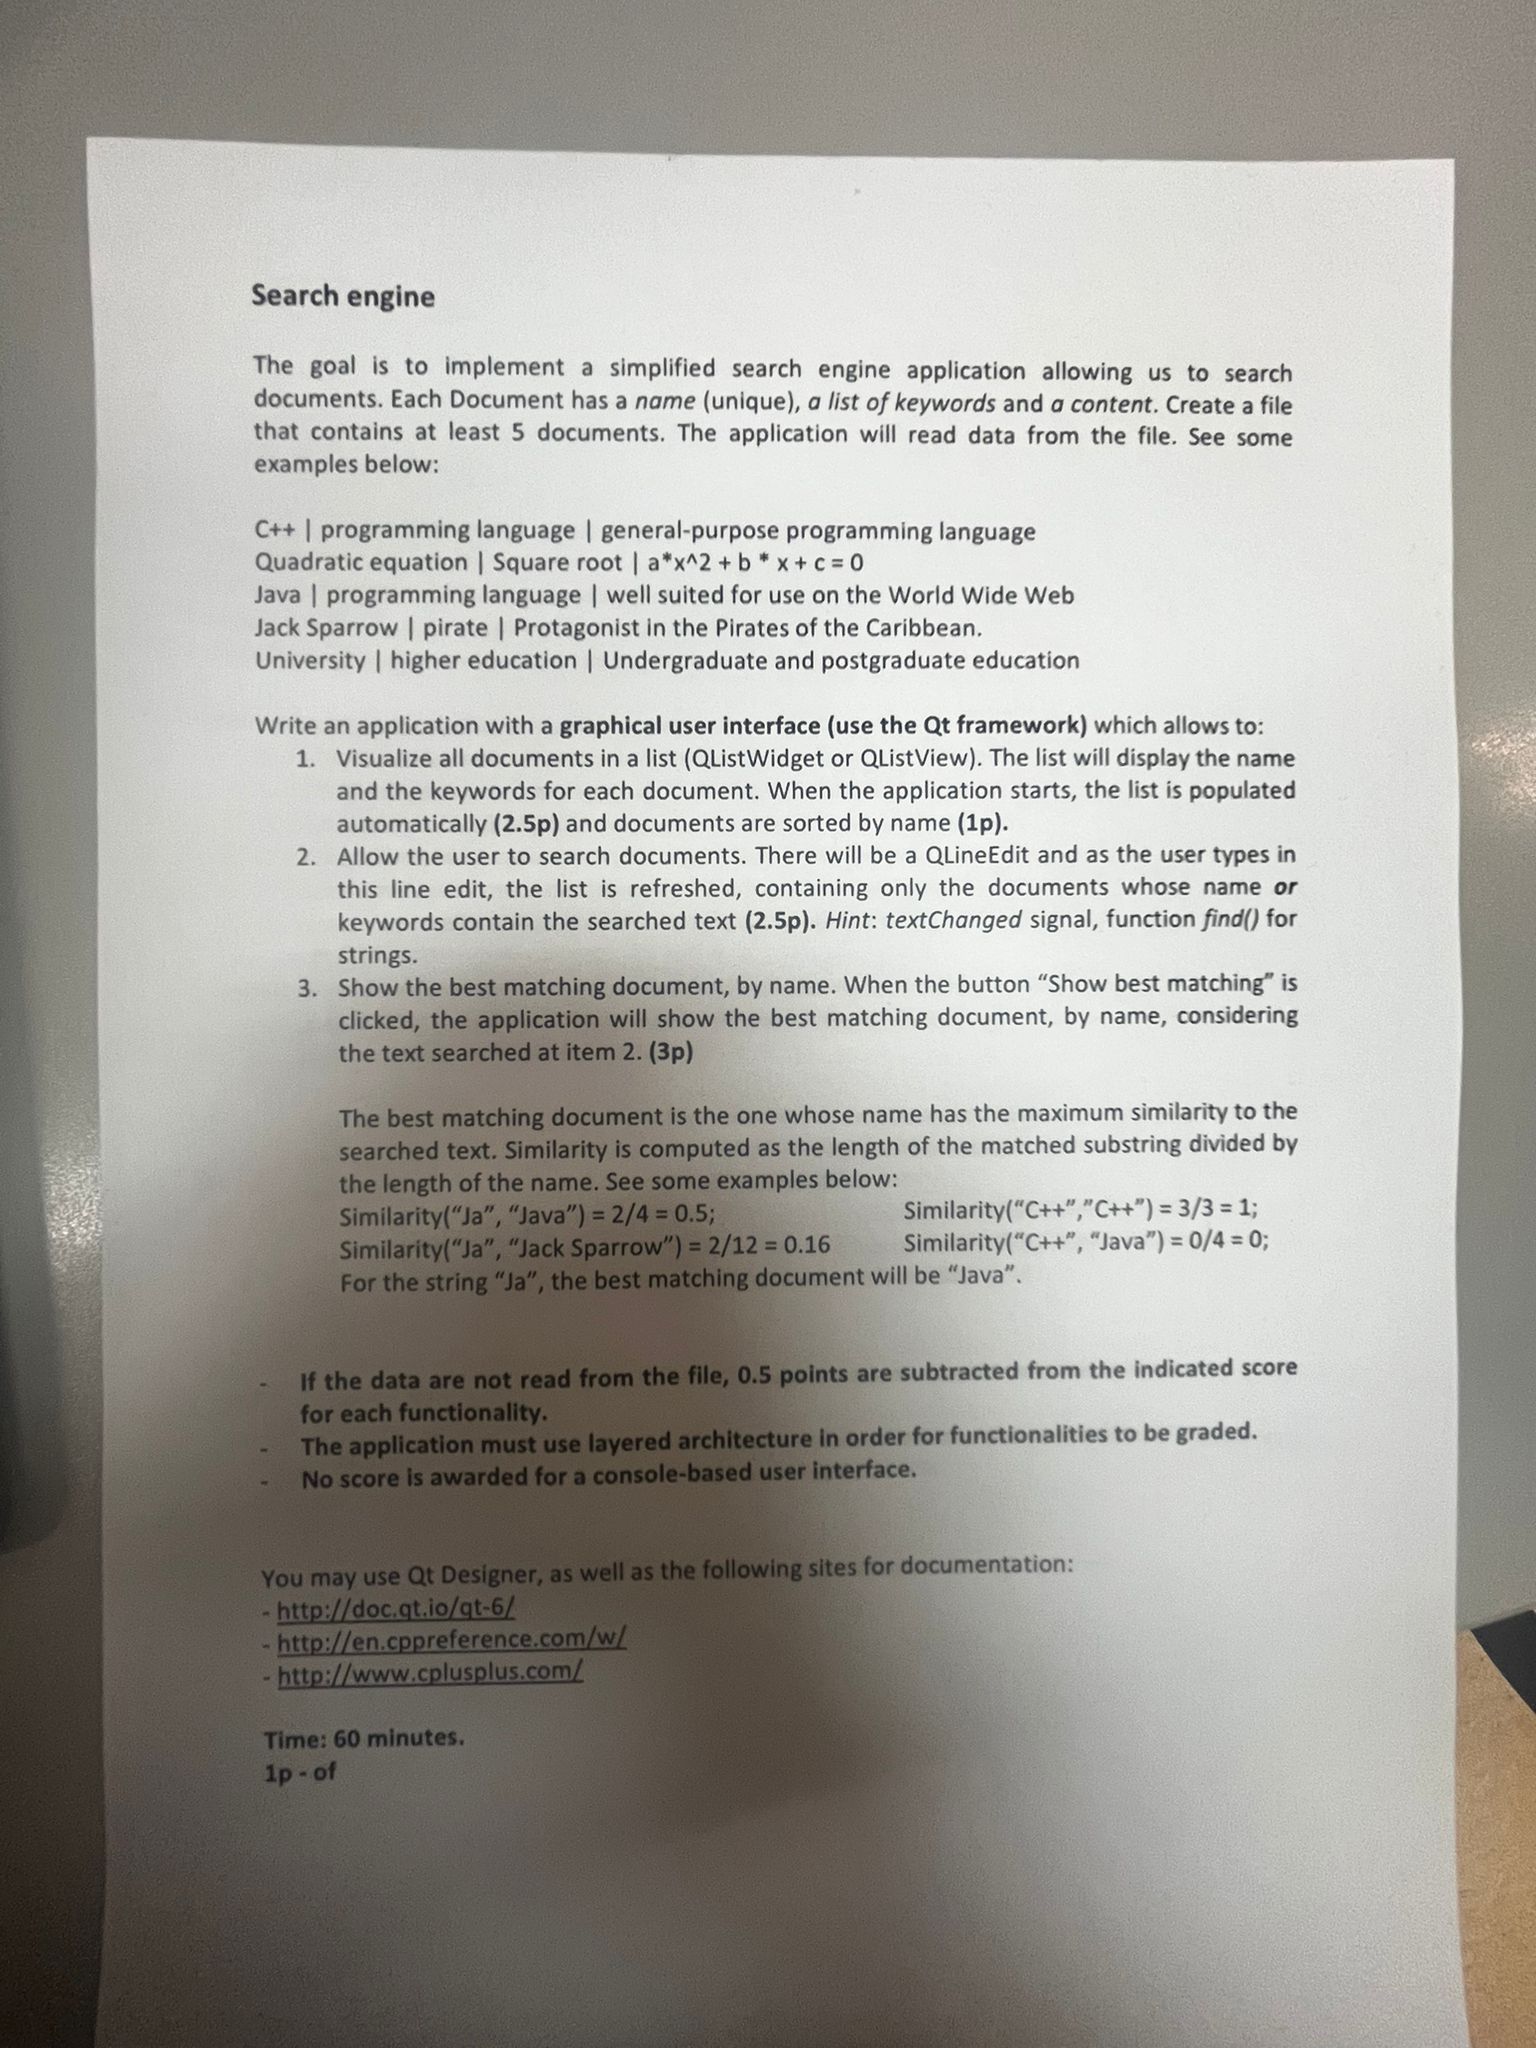 Search engine
The goal is to implement a simplified search engine application allowing us to search
documents. Each Document has a name (unique), a list of keywords and a content. Create a file
that contains at least 5 documents. The application will read data from the file. See some
examples below:
C++ | programming language | general-purpose programming language
Quadratic equation | Square root | a*x^2 + b * x + c = 0
Java | programming language | well suited for use on the World Wide Web
Jack Sparrow | pirate | Protagonist in the Pirates of the Caribbean.
University | higher education | Undergraduate and postgraduate education
Write an application with a graphical user interface (use the Qt framework) which allows to:
1. Visualize all documents in a list (QListWidget or QListView). The list will display the name
and the keywords for each document. When the application starts, the list is populated
automatically (2.5p) and documents are sorted by name (1p).
2. Allow the user to search documents. There will be a QLineEdit and as the user types in
this line edit, the list is refreshed, containing only the documents whose name or
keywords contain the searched text (2.5p). Hint: textChanged signal, function find() for
strings.
3. Show the best matching document, by name. When the button “Show best matching” is
clicked, the application will show the best matching document, by name, considering
the text searched at item 2. (3p)
The best matching document is the one whose name has the maximum similarity to the
searched text. Similarity is computed as the length of the matched substring divided by
the length of the name. See some examples below:
Similarity(“Ja”, “Java”) = 2/4 = 0.5; Similarity(“C++”,”C++”) = 3/3 = 1;
Similarity(“Ja”, “Jack Sparrow”) = 2/12 = 0.16 Similarity(“C++”, “Java”) = 0/4 = 0;
For the string “Ja”, the best matching document will be “Java”.
- If the data are not read from the file, 0.5 points are subtracted from the indicated score
for each functionality.
- The application must use layered architecture in order for functionalities to be graded.
- No score is awarded for a console-based user interface.
You may use Qt Designer, as well as the following sites for documentation:
- http://doc.qt.io/qt-6/
- http://en.cppreference.com/w/
- http://www.cplusplus.com/
Time: 60 minutes.
1p - of